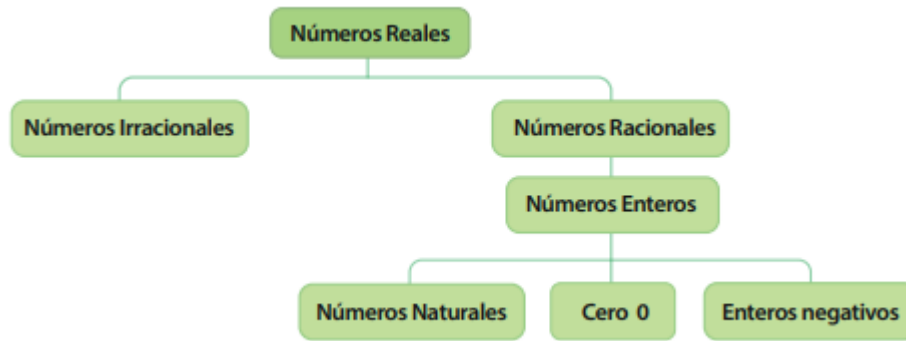 Números Reales
Números Irracionales
Números Racionales
Números Enteros
Números Naturales
Cero 0
Enteros negativos